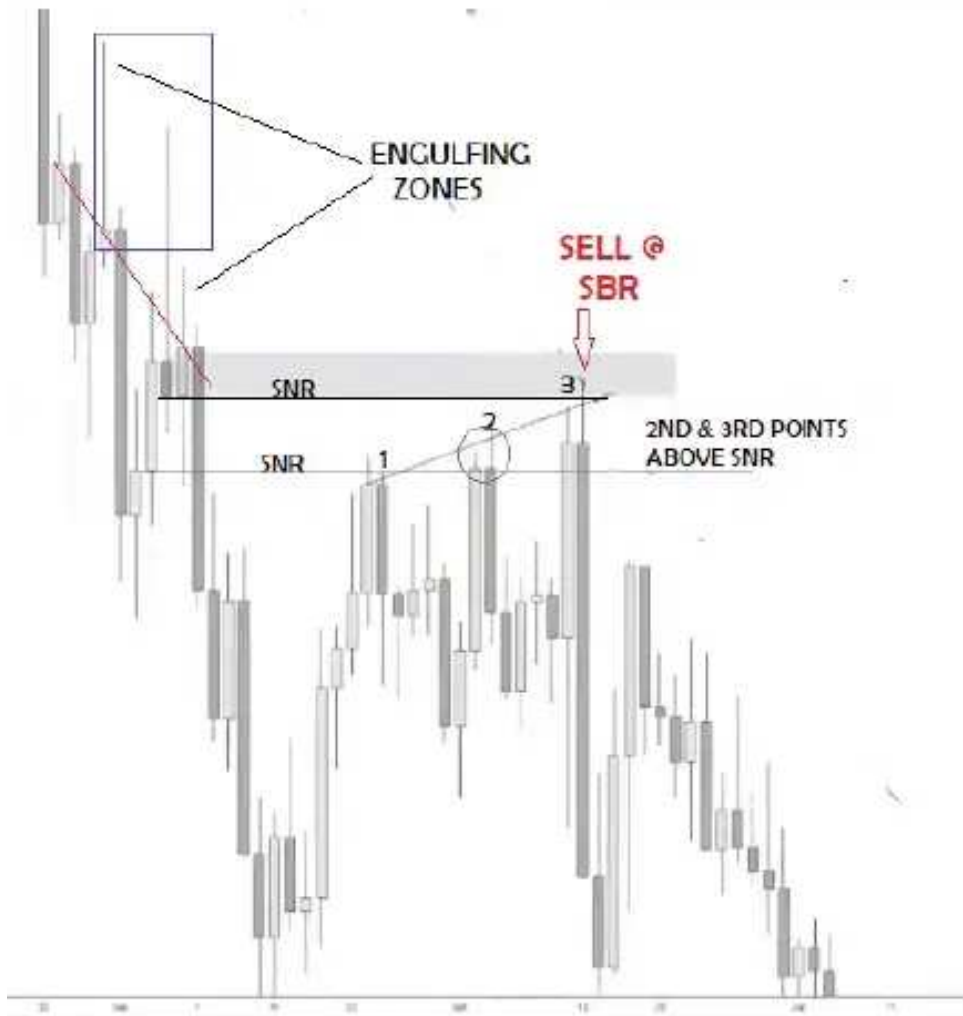 ENGULFING
ZONES
SELL @
SBR
SNR
3
2
2ND & 3RD POINTS
ABOVE SNR
SNR
1